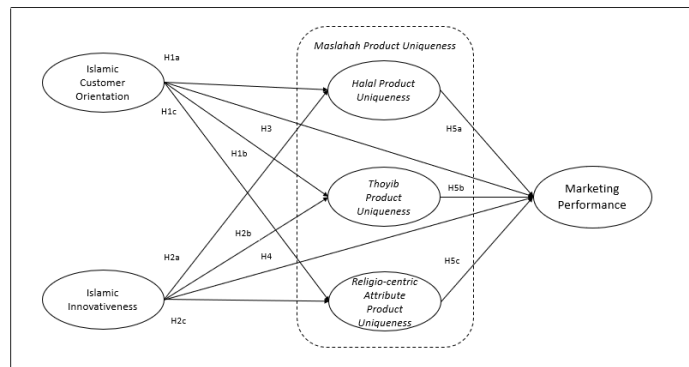 Maslahah Product Uniqueness
H1a
Islamic
Customer
Orientation
Halal Product
Uniqueness
H1c
H3
H5a
H1b
Thoyib
Product
Uniqueness
H5b
Marketing
Performance
H2b
H2a
H4
H5c
Islamic
Innovativeness
Religio-centric
Attribute
Product
Uniqueness
H2c